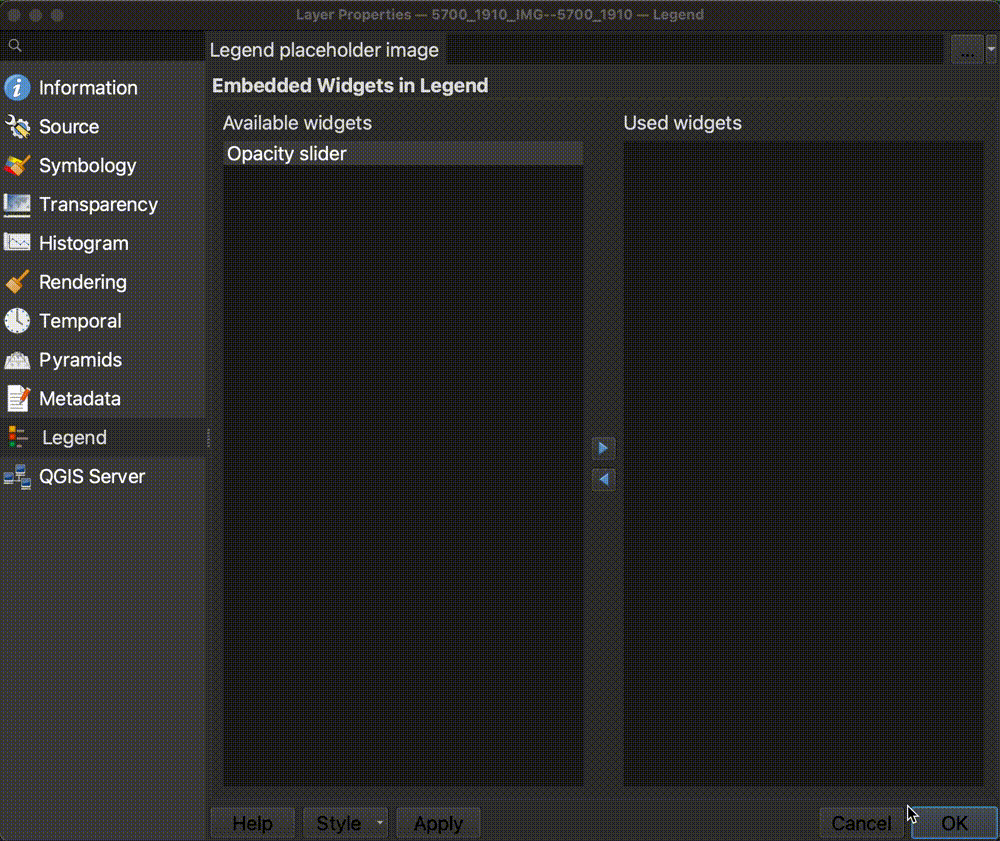 Layer Properties — 5700_1910_IMG--5700_1910 — Legend
Legend placeholder image
...
Embedded Widgets in Legend
Information
Source
Symbology
Transparency
Histogram
Rendering
Temporal
Pyramids
Metadata
Legend
QGIS Server
Available widgets
Opacity slider
Used widgets
Help
Style
Apply
Cancel
OK